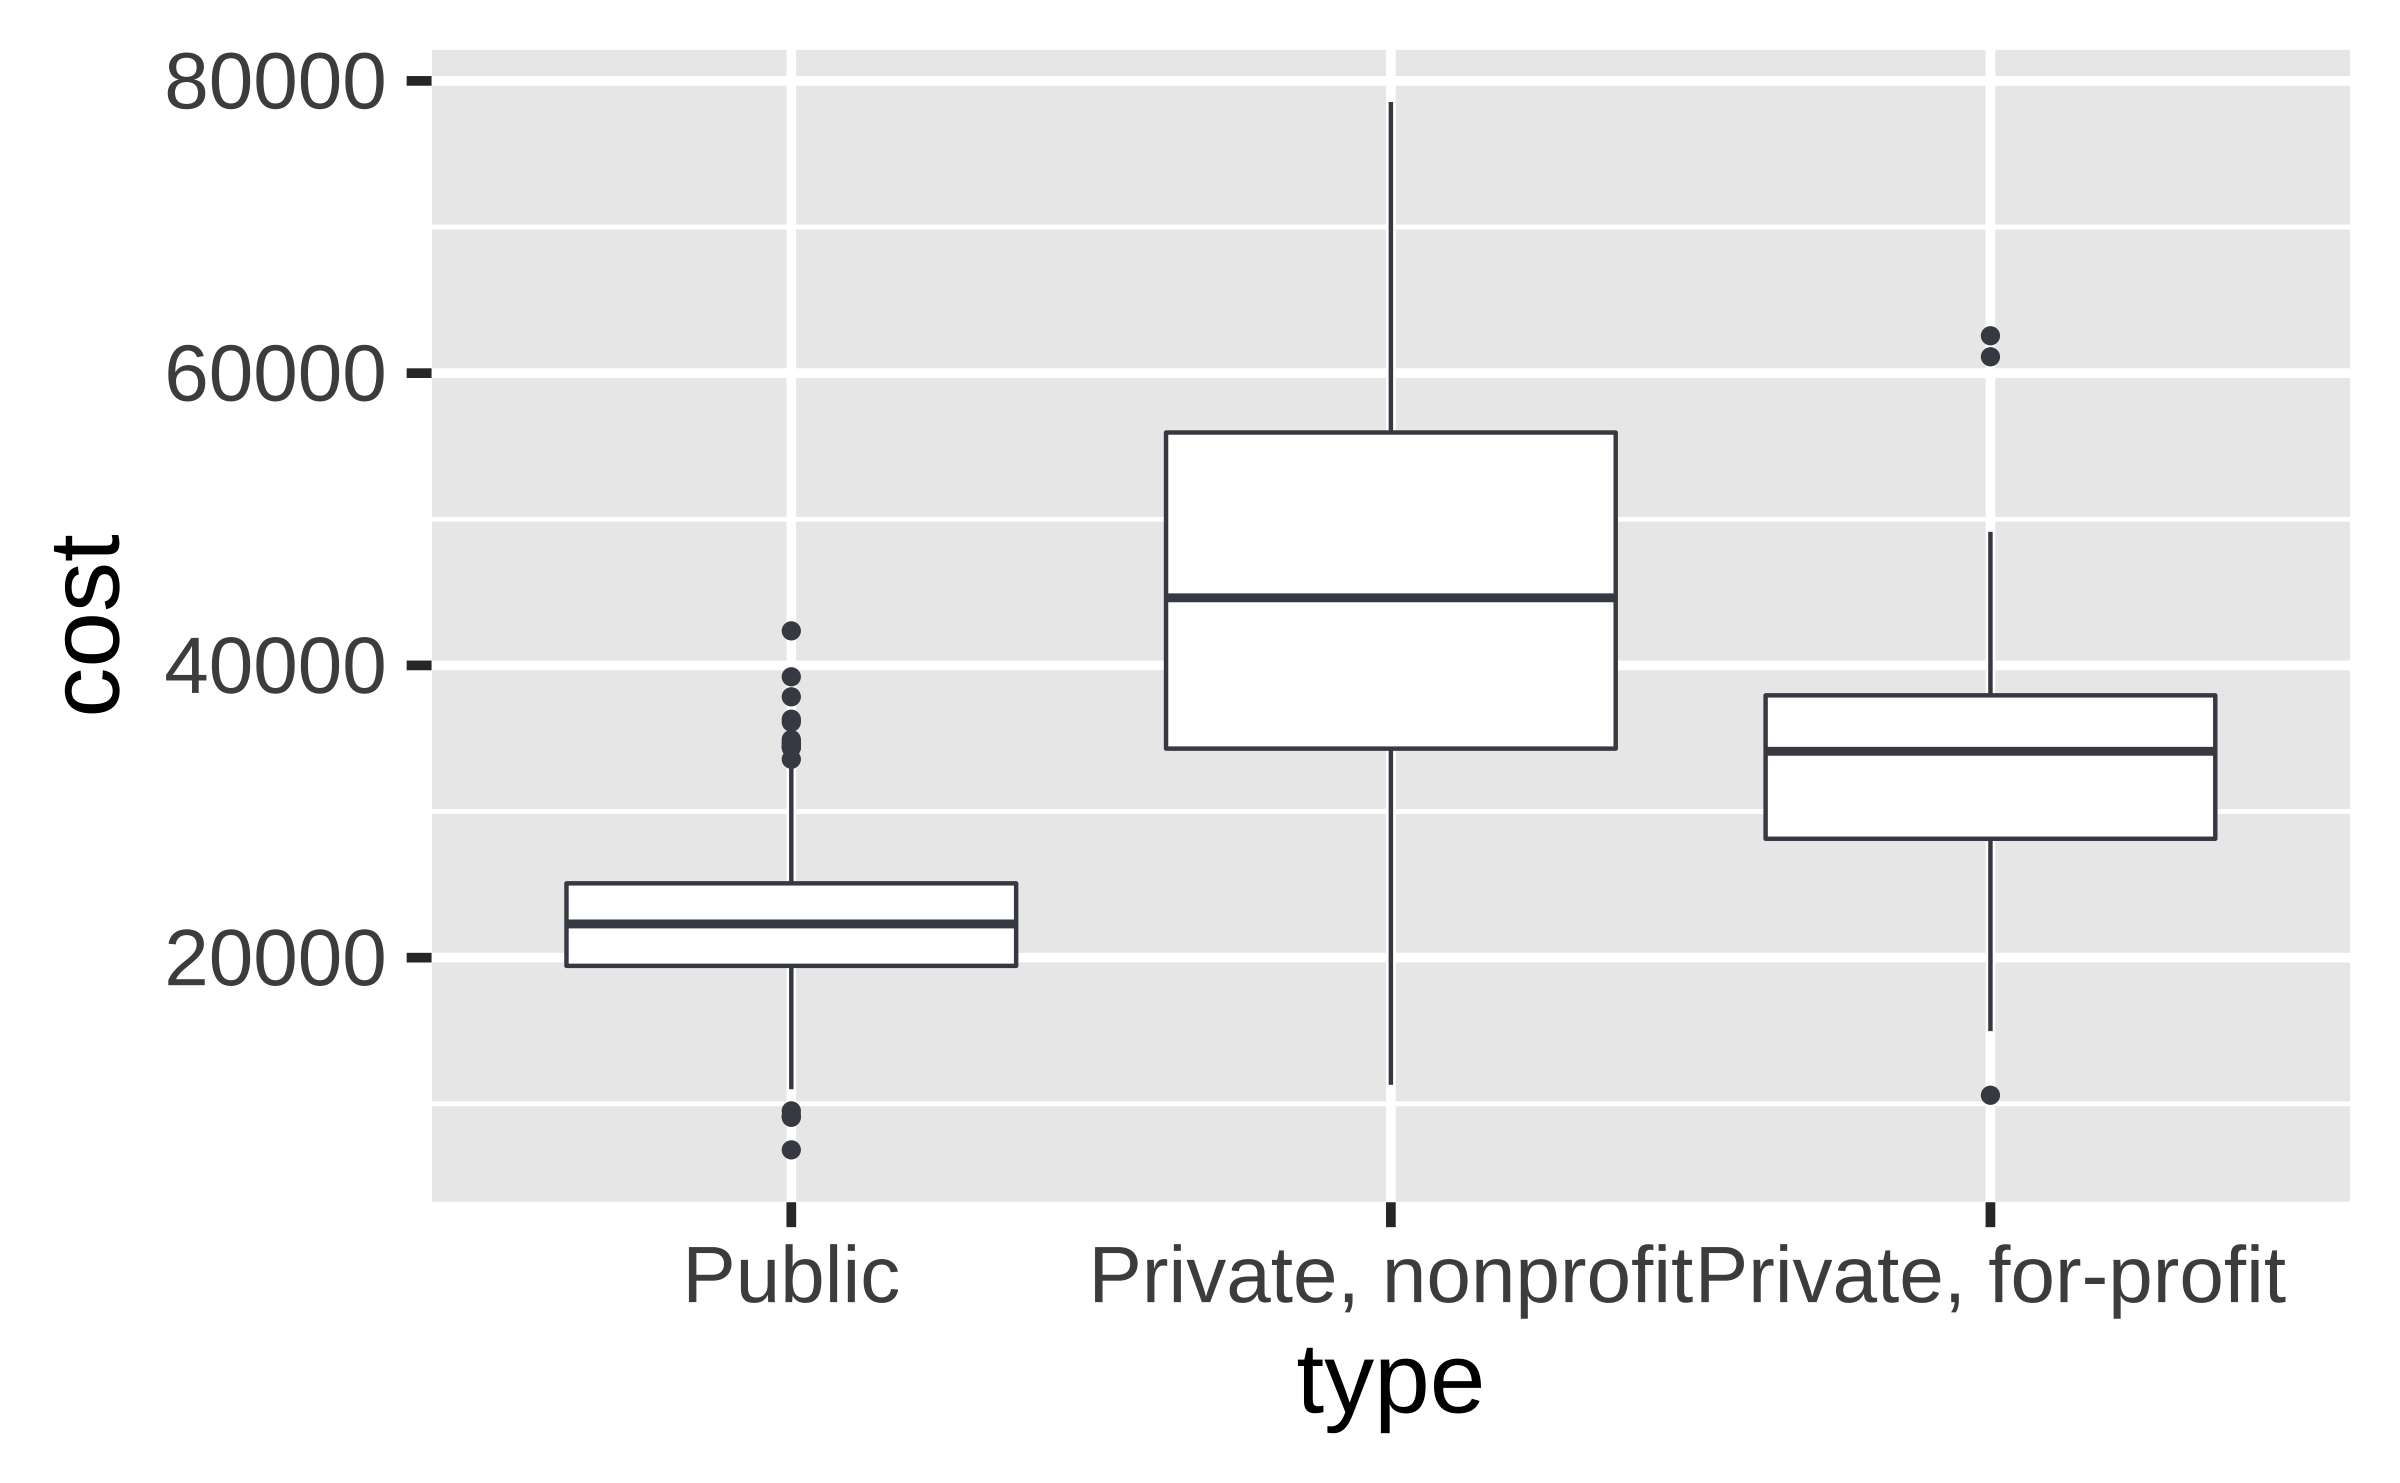 80000
60000
40000
20000
cost
Public
Private, nonprofit
Private, for-profit
type